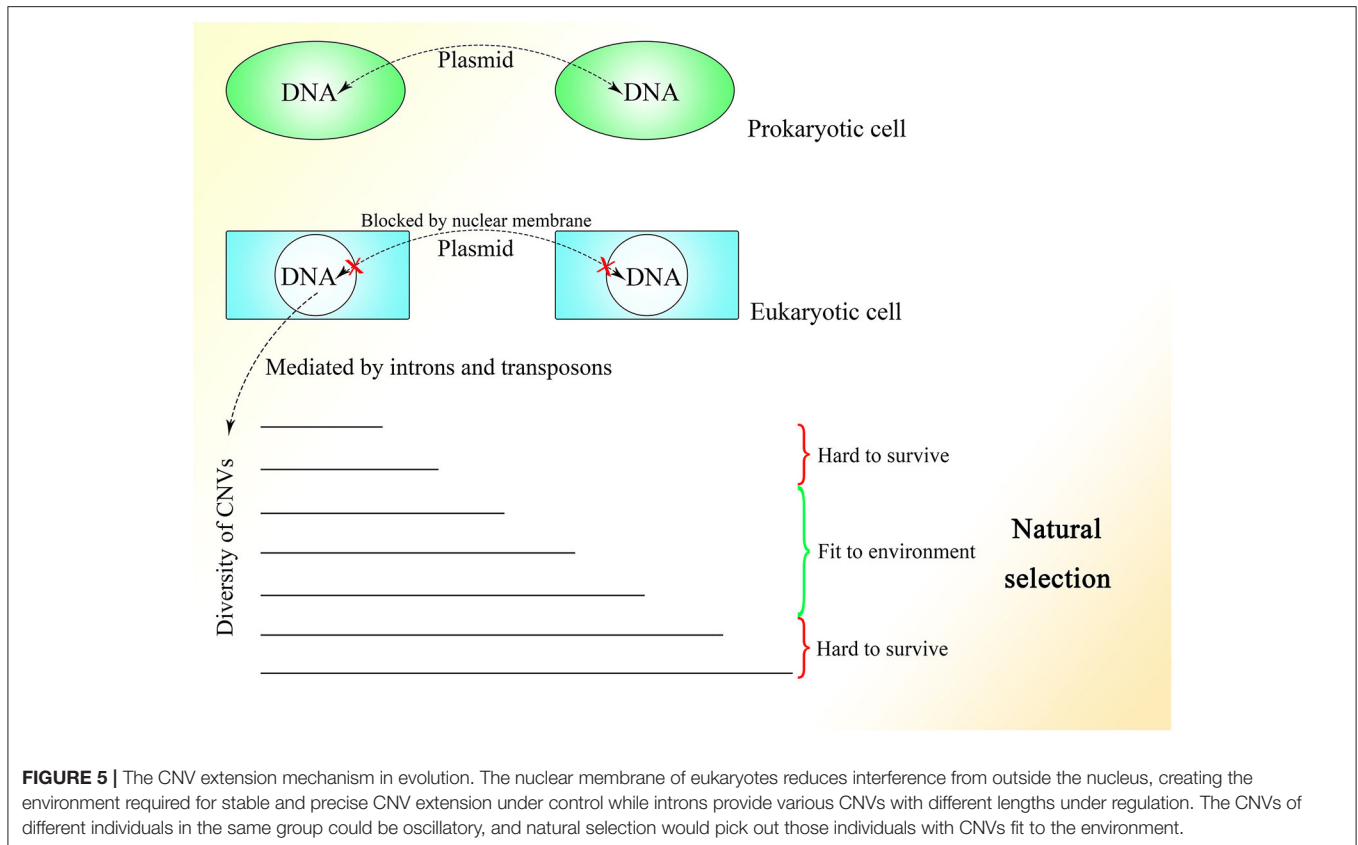 Plasmid
DNA
DNA
Prokaryotic cell
Blocked by nuclear membrane
Plasmid
DNA
DNA
Eukaryotic cell
Mediated by introns and transposons
Diversity of CNVs
Hard to survive
Fit to environment
Hard to survive
Natural
selection
FIGURE 5 | The CNV extension mechanism in evolution. The nuclear membrane of eukaryotes reduces interference from outside the nucleus, creating the
environment required for stable and precise CNV extension under control while introns provide various CNVs with different lengths under regulation. The CNVs of
different individuals in the same group could be oscillatory, and natural selection would pick out those individuals with CNVs fit to the environment.